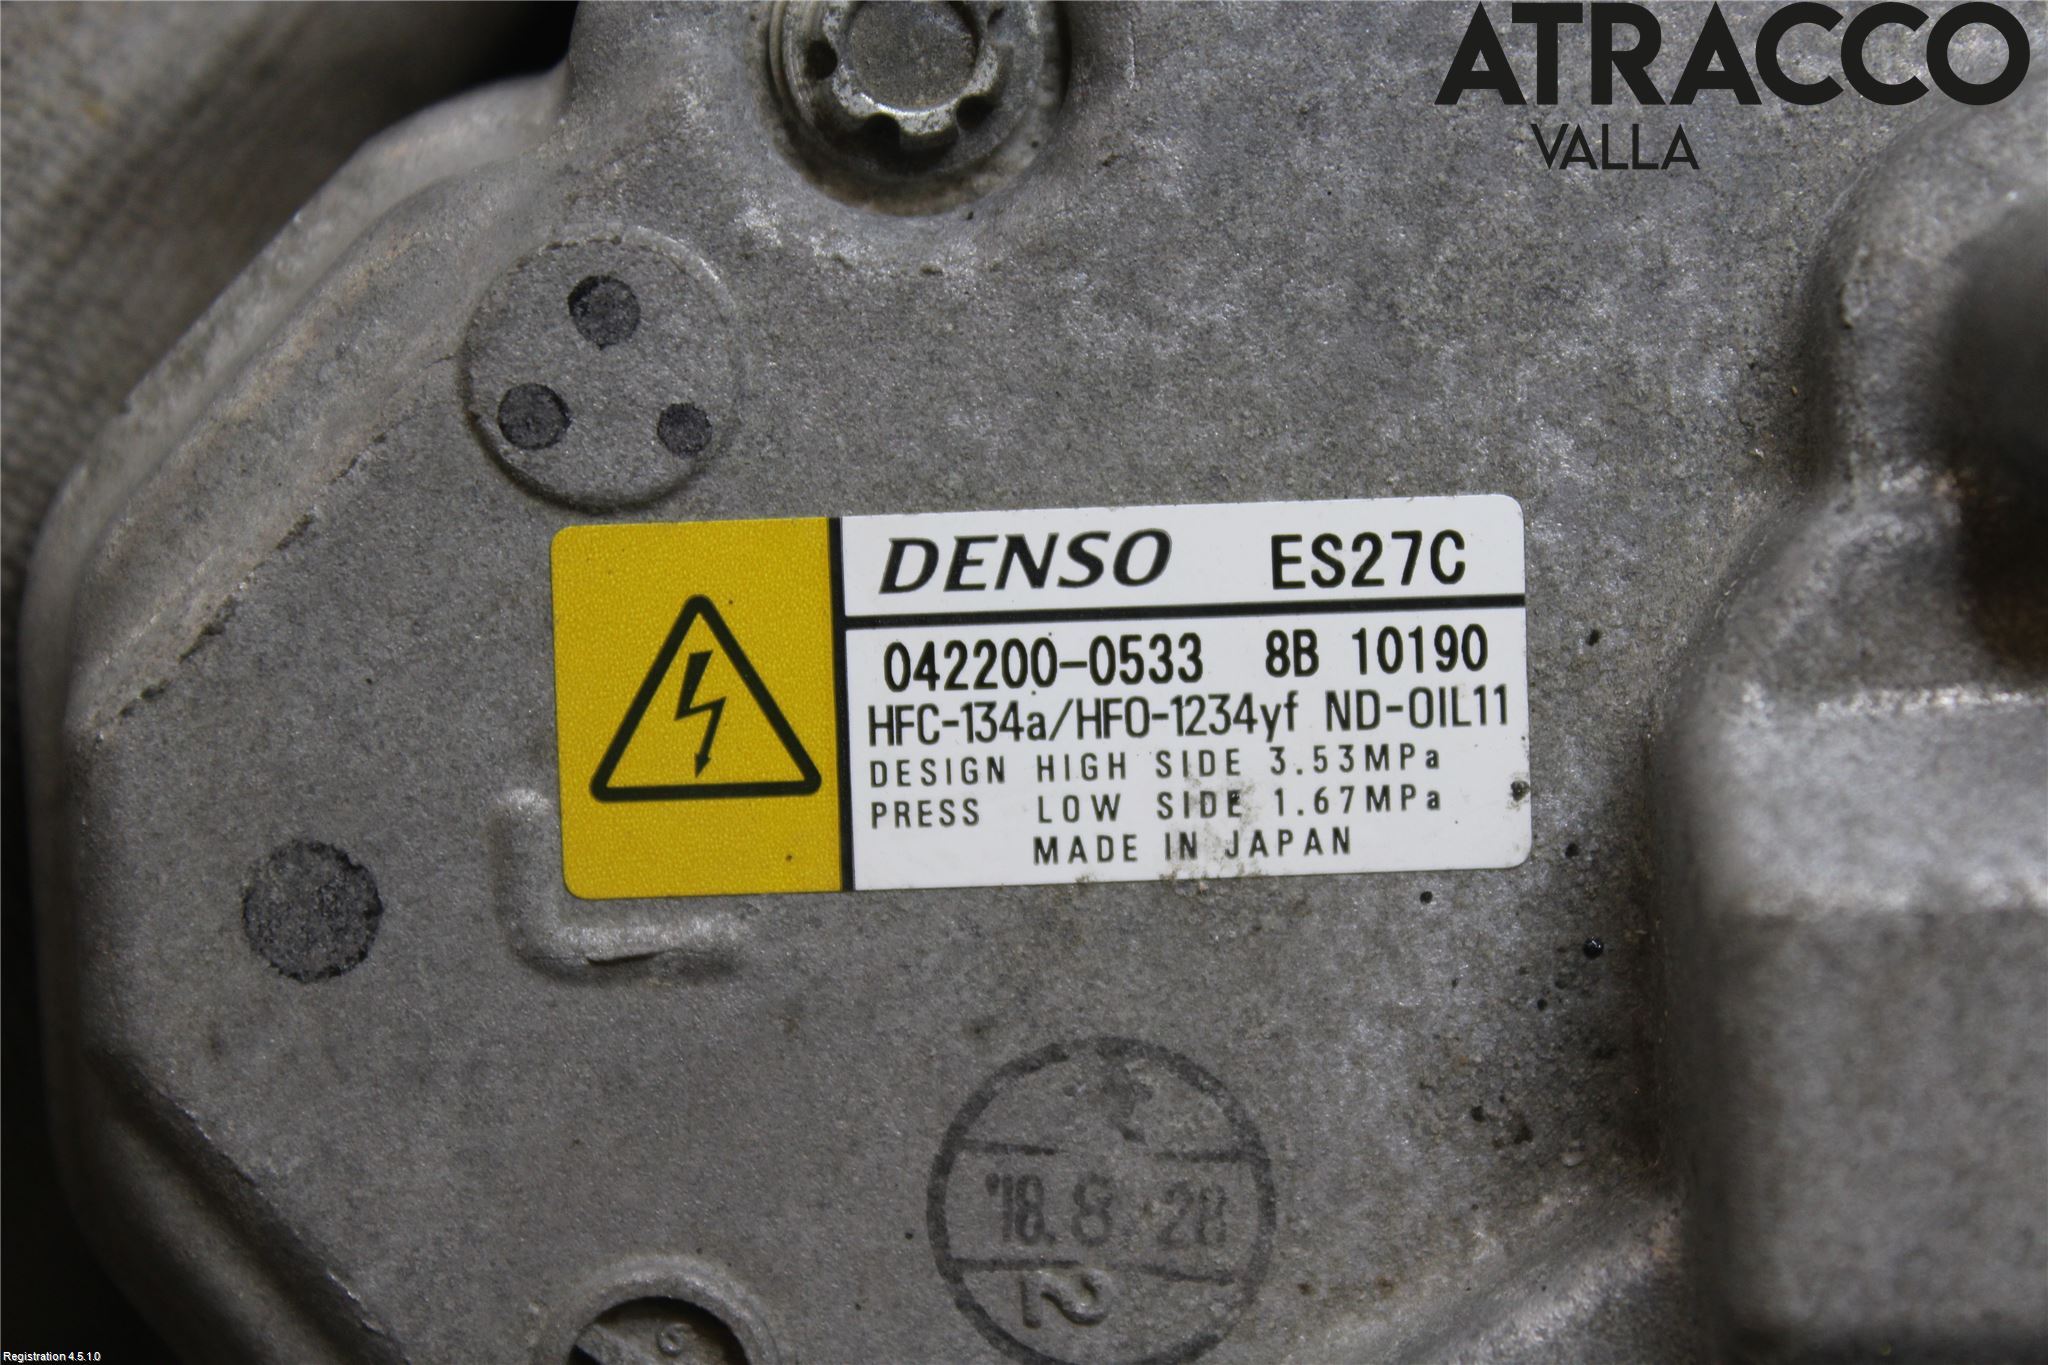 ATRACCO
VALLA
DENSO ES27C
042200-0533 8B 10190
HFC-134a/HFO-1234yf ND-OIL11
DESIGN HIGH SIDE 3.53MPa
PRESS LOW SIDE 1.67MPa
MADE IN JAPAN
'18.8.28
Registration 4.5.1.0